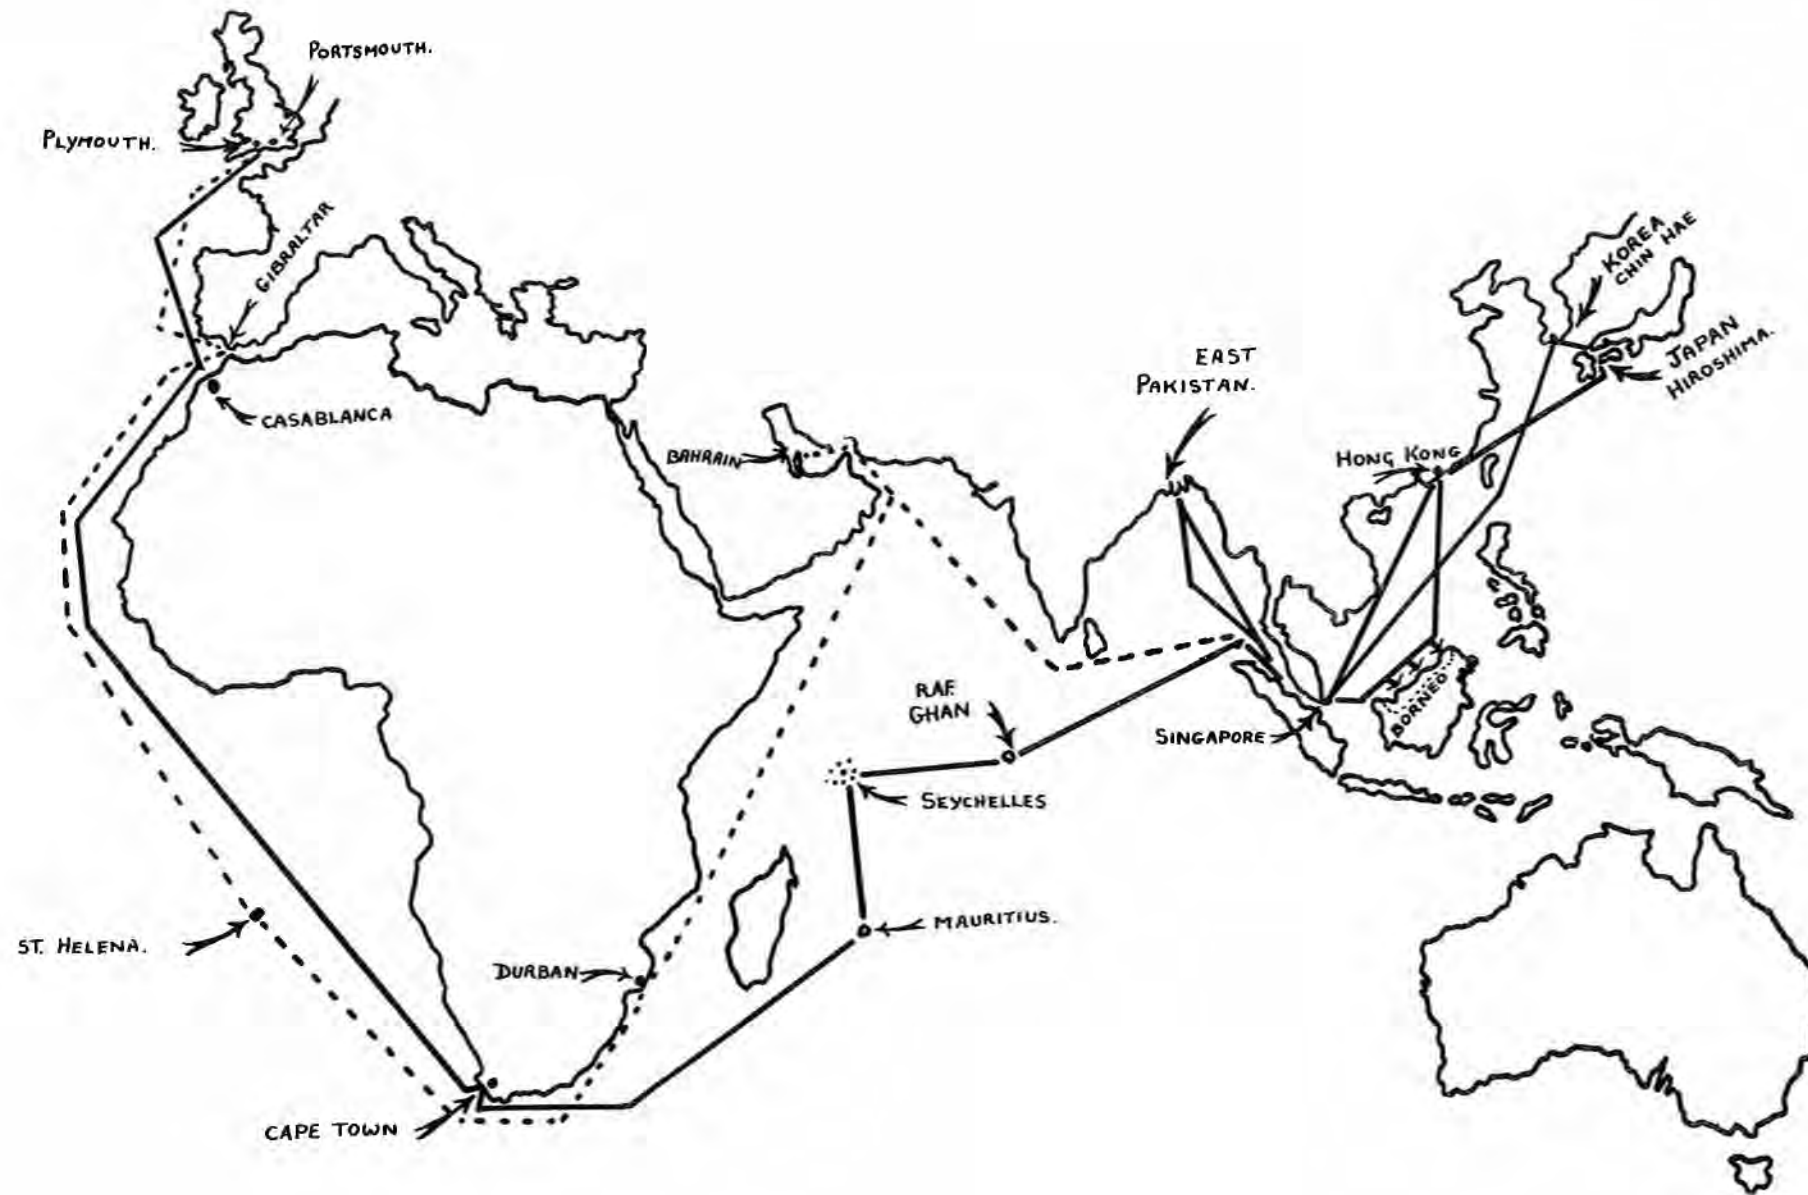 PORTSMOUTH.
PLYMOUTH.
GIBRALTAR
CASABLANCA
KOREA
CHIN HAE
JAPAN
HIROSHIMA.
EAST
PAKISTAN.
BAHRAIN
HONG KONG
RAF.
GHAN
BORNEO
SINGAPORE
SEYCHELLES
MAURITIUS.
ST. HELENA.
DURBAN
CAPE TOWN